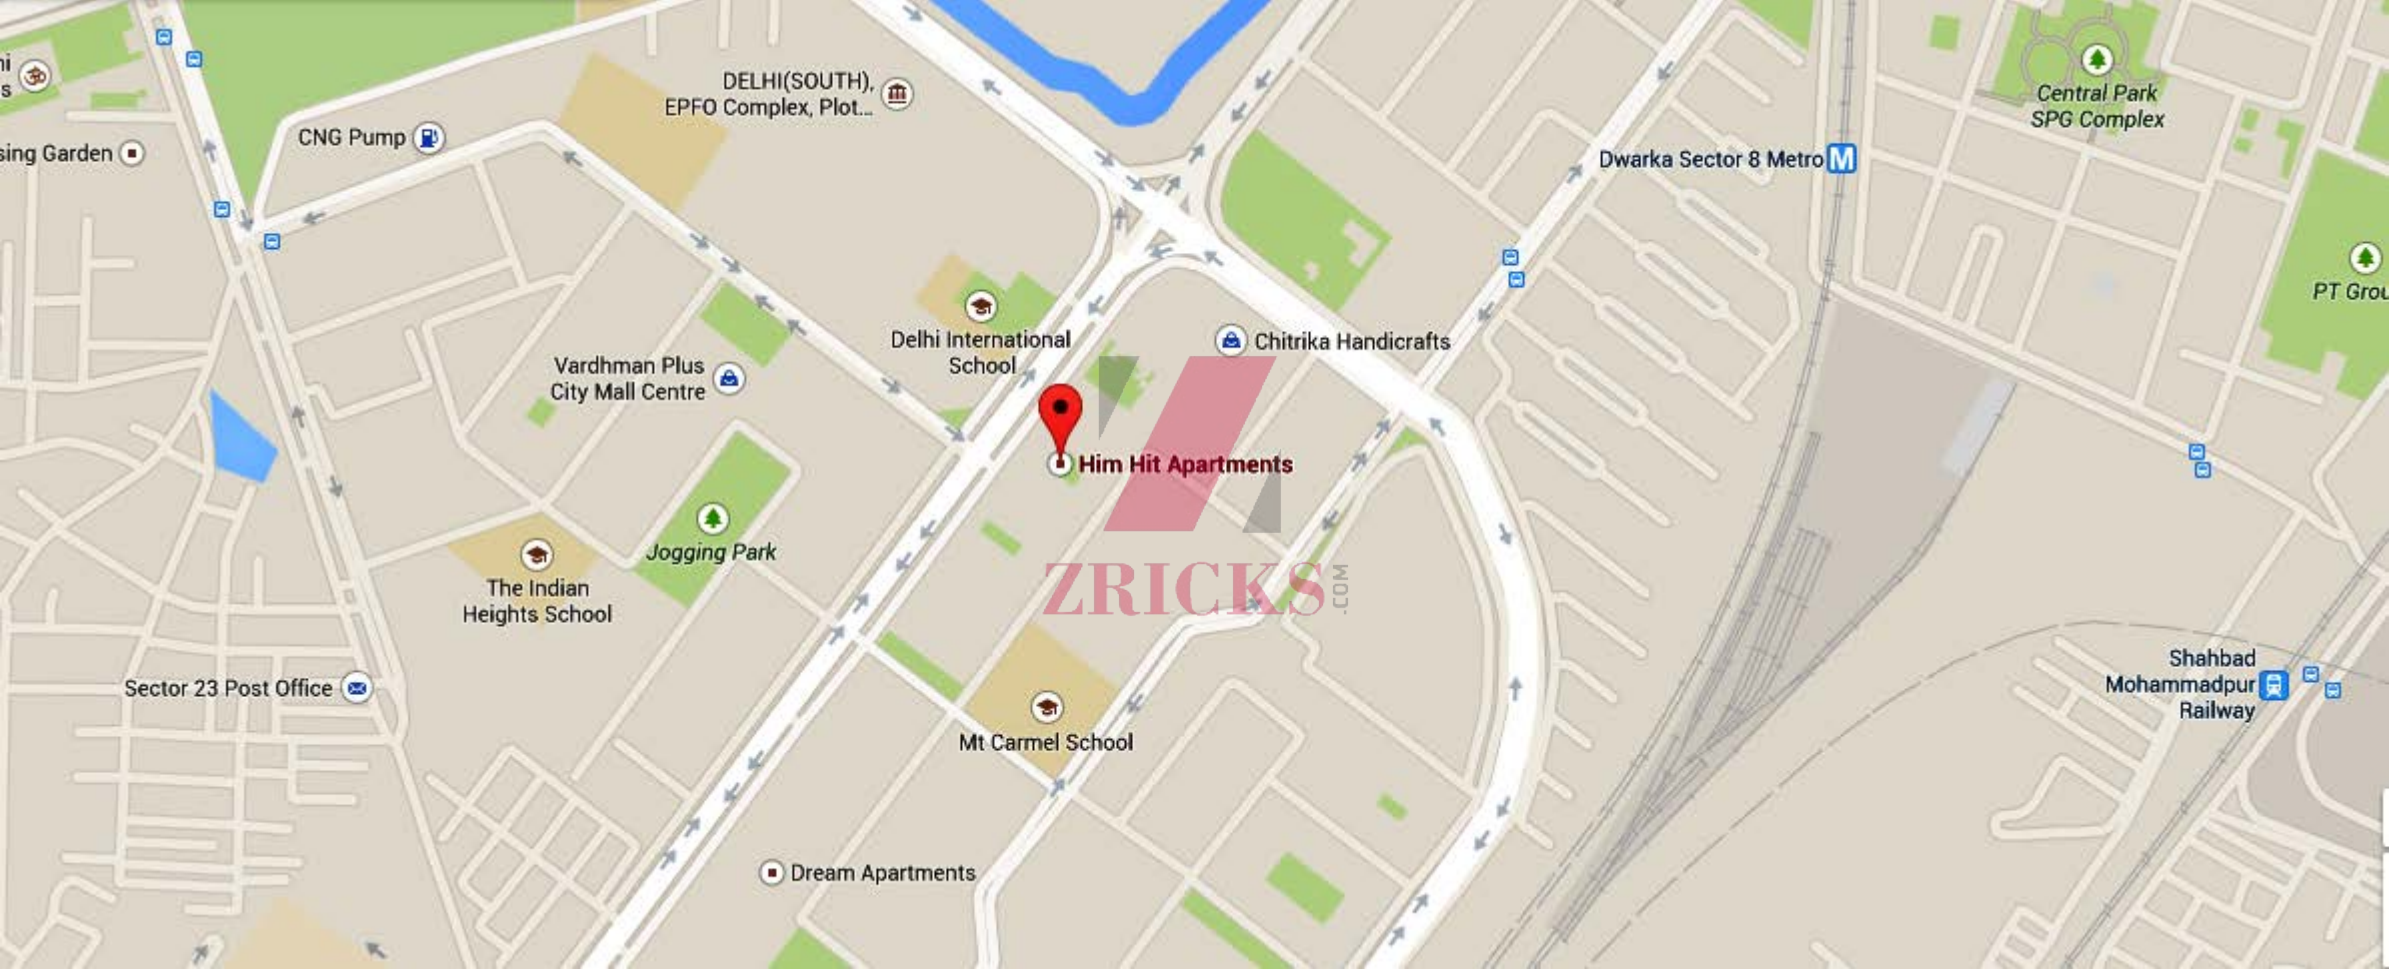 hi
s
CNG Pump
sing Garden
DELHI(SOUTH),
EPFO Complex, Plot...
Central Park
SPG Complex
Dwarka Sector 8 Metro
M
PT Grou
Delhi International
School
Chitrika Handicrafts
Vardhman Plus
City Mall Centre
Him Hit Apartments
Jogging Park
The Indian
Heights School
ZRICKS
.COM
Sector 23 Post Office
Shahbad
Mohammadpur
Railway
Mt Carmel School
Dream Apartments